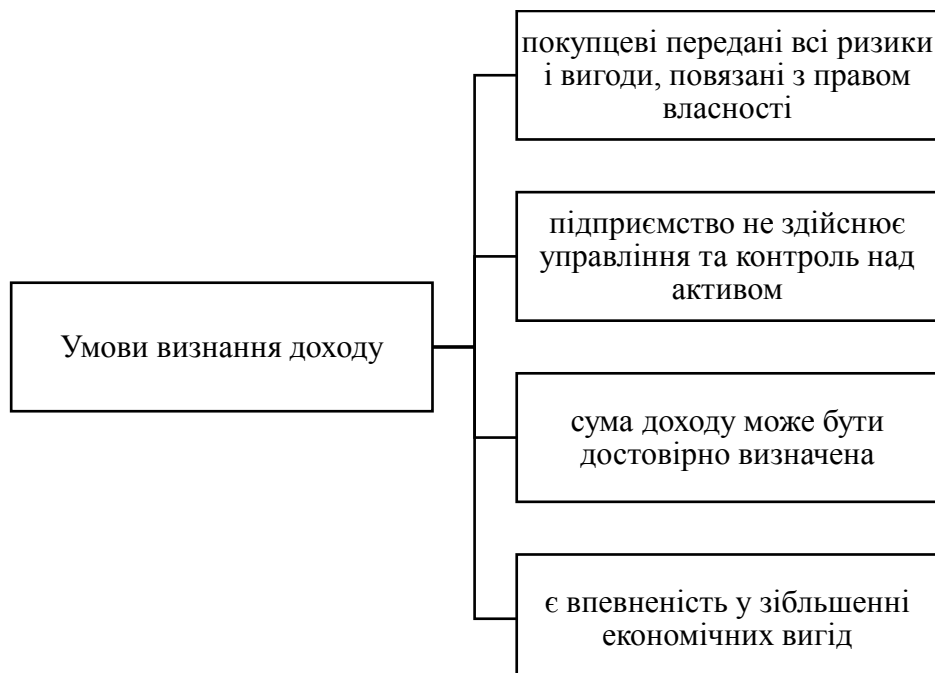 покупцеві передані всі ризики
і вигоди, повязані з правом
власності
підприємство не здійснює
управління та контроль над
активом
Умови визнання доходу
сума доходу може бути
достовірно визначена
є впевненість у зібльшенні
економічних вигід